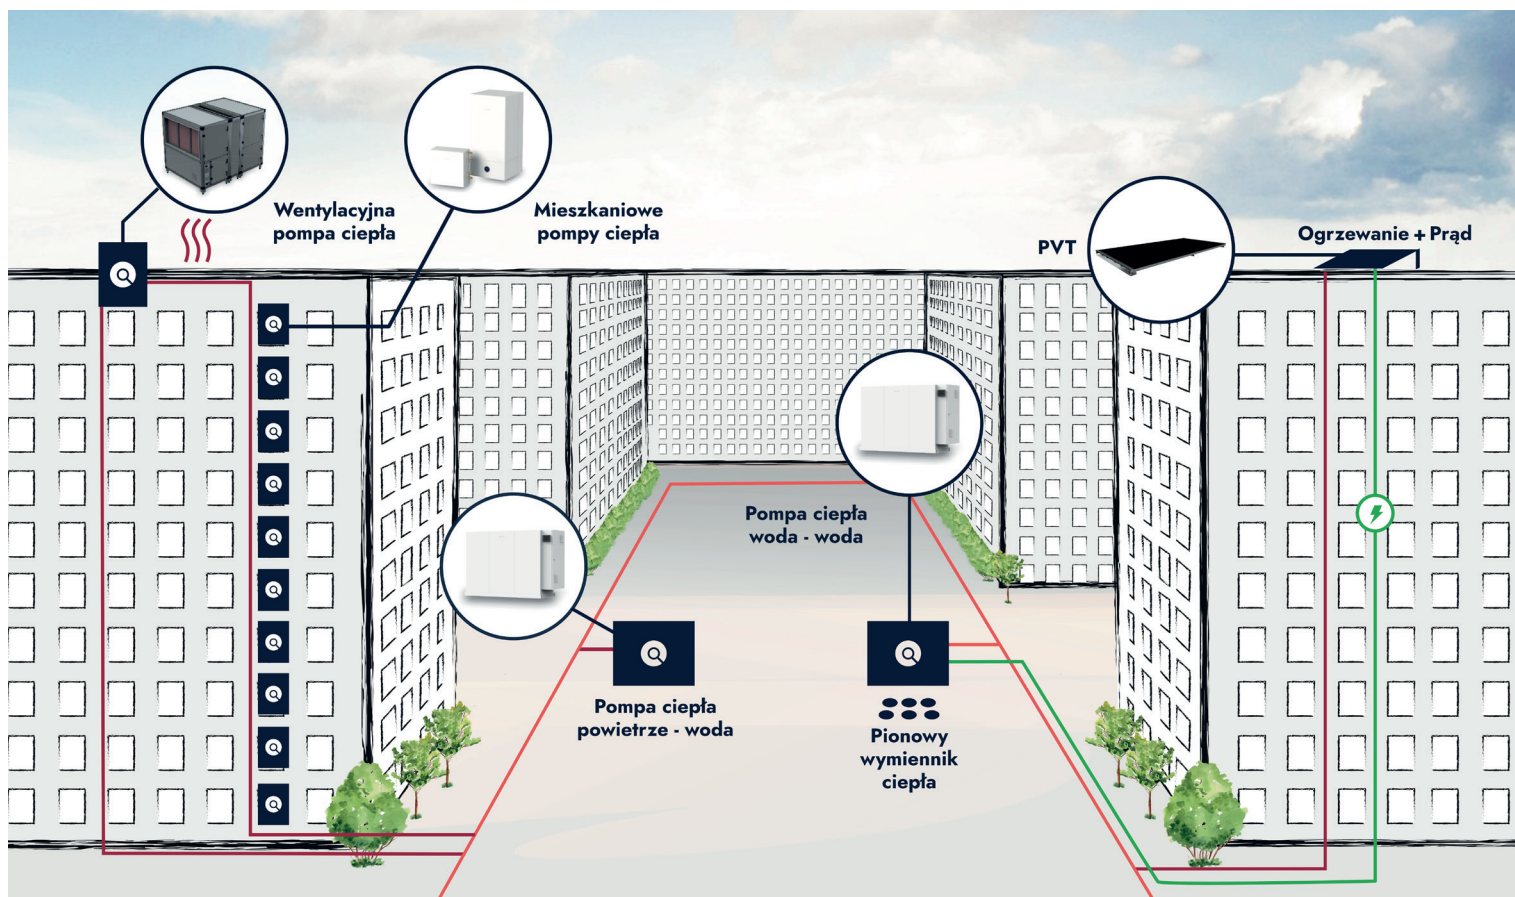 Wentylacyjna
pompa ciepła
Mieszkaniowe
pompy ciepła
PVT
Ogrzewanie + Prąd
Pompa ciepła
woda - woda
Pompa ciepła
powietrze - woda
Pionowy
wymiennik
ciepła